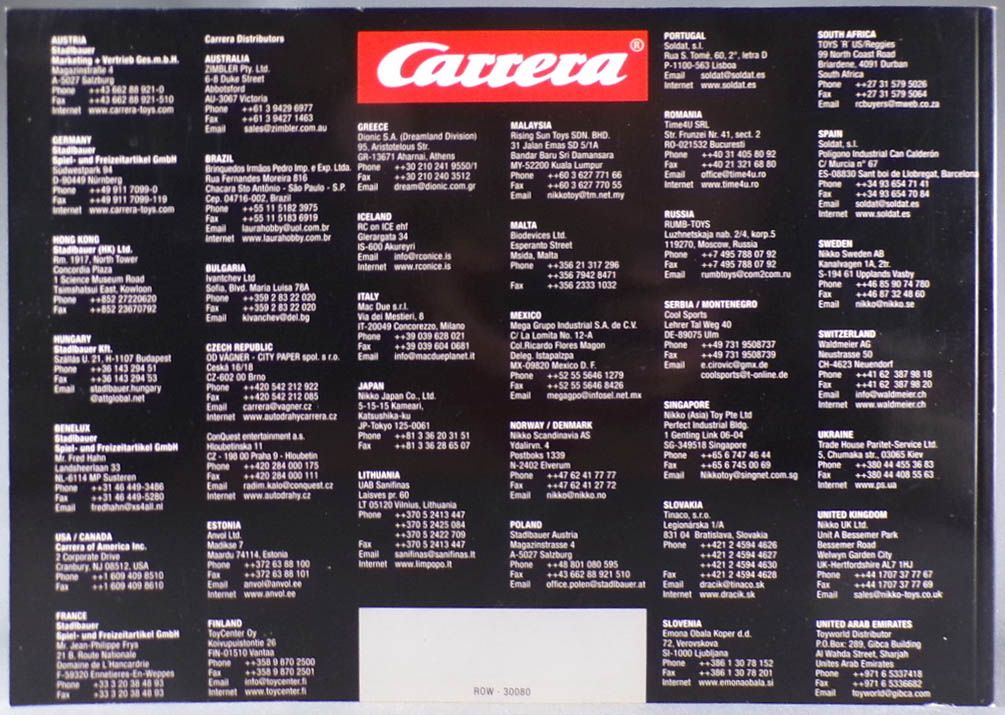 AUSTRIA
Stadlbauer
Marketing + Vertrieb Ges.m.b.H.
Magazinstraße 4
A-5027 Salzburg
Phone ++43 662 88 921-0
Fax ++43 662 88 921-510
Internet www.carrera-toys.com
GERMANY
Stadlbauer
Spiel- und Freizeitartikel GmbH
Südwestpark 94
D-90449 Nürnberg
Phone ++49 911 7099-0
Fax ++49 911 7099-119
Internet www.carrera-toys.com
HONG KONG
Stadlbauer (HK) Ltd.
Rm. 1917, North Tower
Concordia Plaza
1 Science Museum Road
Tsimshatsui East, Kowloon
Phone ++852 27220620
Fax ++852 23670792
HUNGARY
Stadlbauer Kft.
Szállás U. 21, H-1107 Budapest
Phone ++36 143 294 51
Fax ++36 143 294 53
Email stadlbauer.hungary
@attglobal.net
BENELUX
Stadlbauer
Spiel- und Freizeitartikel GmbH
Mr. Fred Hahn
Landsheerlaan 33
NL-6114 MP Susteren
Phone ++31 46 449-3486
Fax ++31 46 449-5280
Email fredhahn@xs4all.nl
USA / CANADA
Carrera of America Inc.
2 Corporate Drive
Cranbury, NJ 08512, USA
Phone ++1 609 409 8510
Fax ++1 609 409 8610
FRANCE
Stadlbauer
Spiel- und Freizeitartikel GmbH
Mr. Jean-Philippe Frys
21 B. Route Nationale
Domaine de L'Hancardrie
F-59320 Ennetieres-En-Weppes
Phone ++33 3 20 38 48 93
Fax ++33 3 20 38 48 93
Carrera Distributors
AUSTRALIA
ZIMBLER Pty. Ltd.
6-8 Duke Street
Abbotsford
AU-3067 Victoria
Phone ++61 3 9429 6977
Fax ++61 3 9427 1463
Email sales@zimbler.com.au
BRAZIL
Brinquendos Irmãos Pedro Imp. e Exp. Ltda.
Rua Fernandes Moreira 816
Chacara Sto Antônio - São Paulo - S.P.
Cep. 04716-002, Brazil
Phone ++55 11 5182 3975
Fax ++55 11 5183 6919
Email laurahobby@uol.com.br
Internet www.laurahobby.com.br
BULGARIA
Ivantchev Ltd
Sofia, Blvd. Maria Luisa 78A
Phone ++359 2 83 22 020
Fax ++359 2 83 22 020
Email kivanchev@del.bg
CZECH REPUBLIC
OD VÁGNER - CITY PAPER spol. s r.o.
Ceská 16/18
CZ-602 00 Brno
Phone ++420 542 212 922
Fax ++420 542 212 085
Email carrera@vagner.cz
Internet www.autodrahycarrera.cz
ConQuest entertainment a.s.
Hloubetinska 11
CZ - 198 00 Praha 9 - Hloubetin
Phone ++420 284 000 175
Fax ++420 284 000 111
Email radim.kalo@conquest.cz
Internet www.autodrahy.cz
ESTONIA
Anvol Ltd.
Madikse 7
Maardu 74114, Estonia
Phone ++372 63 88 100
Fax ++372 63 88 101
Email anvol@anvol.ee
Internet www.anvol.ee
FINLAND
ToyCenter Oy
Koivupuistontie 26
FIN-01510 Vantaa
Phone ++358 9 870 2500
Fax ++358 9 870 2501
Email info@toycenter.fi
Internet www.toycenter.fi
Carrera®
GREECE
Dionic S.A. (Dreamland Division)
95, Aristotelous Str.
GR-13671 Aharnai, Athens
Phone ++30 210 241 9550/1
Fax ++30 210 240 3512
Email dream@dionic.com.gr
ICELAND
RC on ICE ehf
Glerargata 34
IS-600 Akureyri
Email info@rconice.is
Internet www.rconice.is
ITALY
Mac Due s.r.l.
Via dei Mestieri, 8
IT-20049 Concorezzo, Milano
Phone ++39 039 628 021
Fax ++39 039 604 0681
Email info@macdueplanet.it
JAPAN
Nikko Japan Co., Ltd.
5-15-15 Kameari,
Katsushika-ku
JP-Tokyo 125-0061
Phone ++81 3 36 20 31 51
Fax ++81 3 36 28 65 07
LITHUANIA
UAB Sanifinas
Laisves pr. 60
LT 05120 Vilnius, Lithuania
Phone ++370 5 2413 447
++370 5 2425 084
++370 5 2422 709
Fax ++370 5 2413 447
Email sanifinas@sanifinas.lt
Internet www.limpopo.lt
MALAYSIA
Rising Sun Toys SDN. BHD.
31 Jalan Emas SD 5/1A
Bandar Baru Sri Damansara
MY-52200 Kuala Lumpur
Phone ++60 3 627 771 66
Fax ++60 3 627 770 55
Email nikkotoy@tm.net.my
MALTA
Biodevices Ltd.
Esperanto Street
Msida, Malta
Phone ++356 21 317 296
++356 7942 8471
Fax ++356 2333 1032
MEXICO
Mega Grupo Industrial S.A. de C.V.
C/ La Lomita No. 12-A
Col.Ricardo Flores Magon
Deleg. Istapalzpa
MX-09820 Mexico D. F.
Phone ++52 55 5646 1279
Fax ++52 55 5646 8426
Email megagpo@infosel.net.mx
NORWAY / DENMARK
Nikko Scandinavia AS
Ydalirvn. 4
Postboks 1339
N-2402 Elverum
Phone ++47 62 41 77 77
Fax ++47 62 41 27 72
Email nikko@nikko.no
POLAND
Stadlbauer Austria
Magazinstrasse 4
A-5027 Salzburg
Phone ++48 801 080 595
Fax ++43 662 88 921 510
Email office.polen@stadlbauer.at
ROW - 30080
PORTUGAL
Soldat, s.l.
Rua S. Tomé, 60, 2°, letra D
P-1100-563 Lisboa
Email soldat@soldat.es
Internet www.soldat.es
ROMANIA
Time4U SRL
Str. Frunzei Nr. 41, sect. 2
RO-021532 Bucuresti
Phone ++40 31 405 80 92
Fax ++40 21 321 68 80
Email office@time4u.ro
Internet www.time4u.ro
RUSSIA
RUMB-TOYS
Luzhnetskaja nab. 2/4, korp.5
119270, Moscow, Russia
Phone ++7 495 788 07 92
Fax ++7 495 788 07 92
Email rumbtoys@com2com.ru
SERBIA / MONTENEGRO
Cool Sports
Lehrer Tal Weg 40
DE-89075 Ulm
Phone ++49 731 9508737
Fax ++49 731 9508739
Email e.cirovic@gmx.de
coolsports@t-online.de
SINGAPORE
Nikko (Asia) Toy Pte Ltd
Perfect Industrial Bldg.
1 Genting Link 06-04
SG-349518 Singapore
Phone ++65 6 747 46 44
Fax ++65 6 745 00 69
Email Nikkotoy@singnet.com.sg
SLOVAKIA
Tinaco, s.r.o.
Legionárska 1/A
831 04 Bratislava, Slovakia
Phone ++421 2 4594 4626
++421 2 4594 4627
++421 2 4594 4630
Fax ++421 2 4594 4628
Email dracik@tinaco.sk
Internet www.dracik.sk
SLOVENIA
Emona Obala Koper d.d.
72, Verovskova
SI-1000 Ljubljana
Phone ++386 1 30 78 152
Fax ++386 1 30 78 201
Internet www.emonaobala.si
SOUTH AFRICA
TOYS 'R' US/Reggies
99 North Coast Road
Briardene, 4091 Durban
South Africa
Phone ++27 31 579 5026
Fax ++27 31 579 5064
Email rcbuyers@mweb.co.za
SPAIN
Soldat, s.l.
Poligono Industrial Can Calderón
C/ Murcia n° 67
ES-08830 Sant boi de Llobregat, Barcelona
Phone ++34 93 654 71 41
Fax ++34 93 654 70 84
Email soldat@soldat.es
Internet www.soldat.es
SWEDEN
Nikko Sweden AB
Kanalvagen 1A, 2tr.
S-194 61 Upplands Vasby
Phone ++46 85 90 74 780
Fax ++46 87 32 48 60
Email nikko@nikko.se
SWITZERLAND
Waldmeier AG
Neustrasse 50
CH-4623 Neuendorf
Phone ++41 62 387 98 18
Fax ++41 62 387 98 20
Email info@waldmeier.ch
Internet www.waldmeier.ch
UKRAINE
Trade House Paritet-Service Ltd.
5, Chumaka str., 03065 Kiev
Phone ++380 44 455 36 83
Fax ++380 44 408 55 63
Internet www.ps.ua
UNITED KINGDOM
Nikko UK Ltd.
Unit A Bessemer Park
Bessemer Road
Welwyn Garden City
UK-Hertfordshire AL7 1HJ
Phone ++44 1707 37 77 67
Fax ++44 1707 37 77 69
Email sales@nikko-toys.co.uk
UNITED ARAB EMIRATES
Toyworld Distributor
P.O.Box: 289, Gibca Building
Al Wahda Street, Sharjah
Unites Arab Emirates
Phone ++971 6 5337418
Fax ++971 6 5336682
Email toyworld@gibca.com